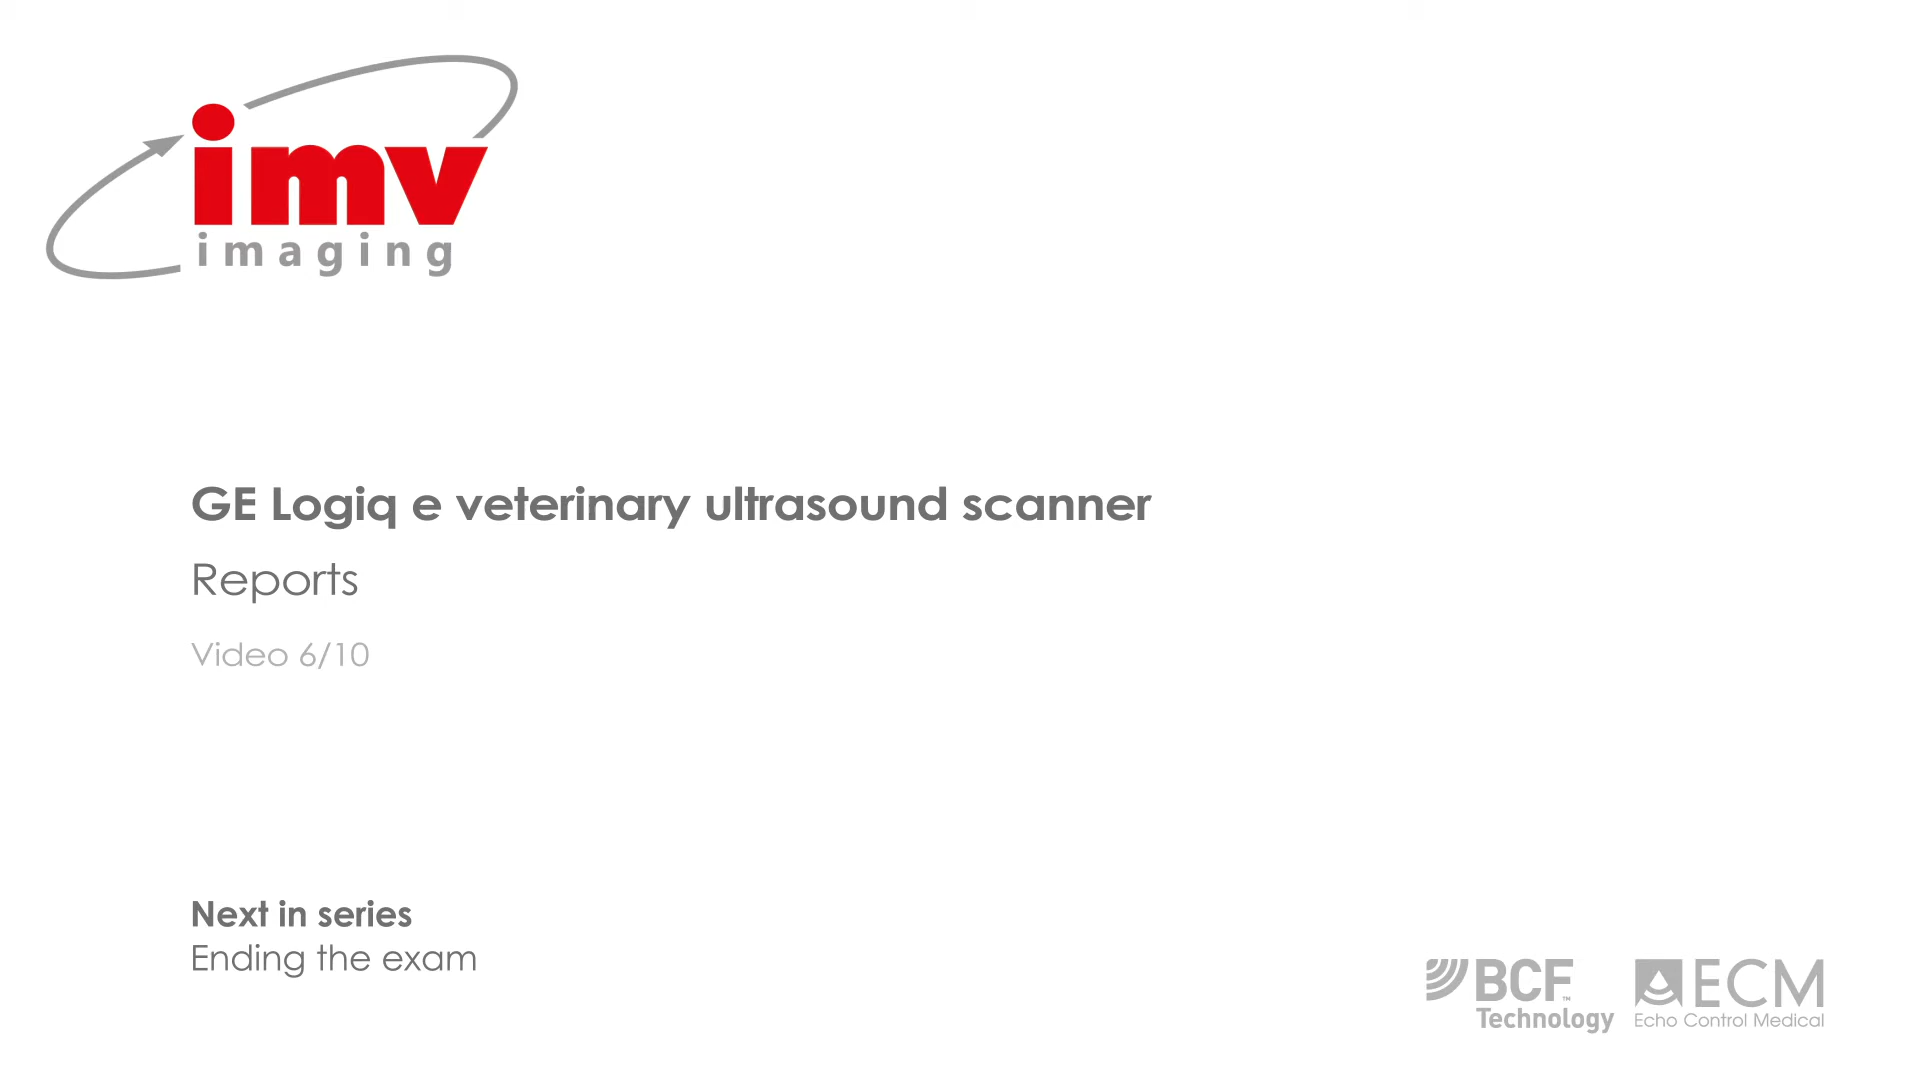 imv
imaging
GE Logiq e veterinary ultrasound scanner
Reports
Video 6/10
Next in series
Ending the exam
BCF™
Technology
ECM
Echo Control Medical